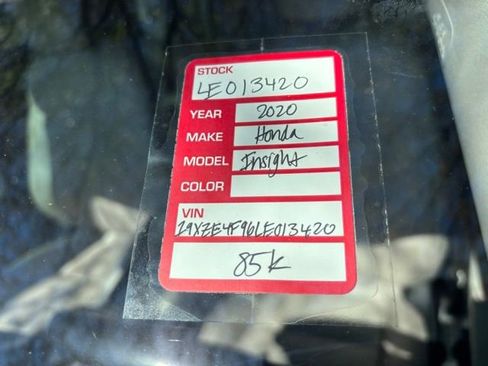 STOCK
LE013420
YEAR 2020
MAKE Honda
MODEL Insight
COLOR
VIN
19XZE4F96LE013420
85k